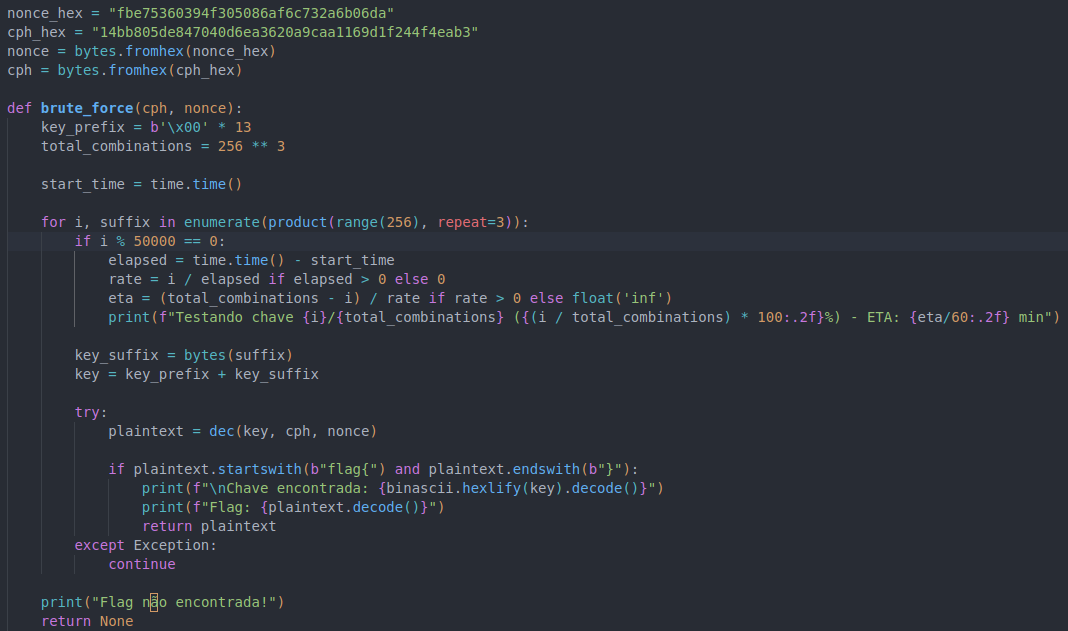 nonce_hex = "fbe75360394f305086af6c732a6b06da"
cph_hex = "14bb805de847040d6ea3620a9caa1169d1f244f4eab3"
nonce = bytes.fromhex(nonce_hex)
cph = bytes.fromhex(cph_hex)
def brute_force(cph, nonce):
    key_prefix = b'\x00' * 13
    total_combinations = 256 ** 3
    start_time = time.time()
    for i, suffix in enumerate(product(range(256), repeat=3)):
        if i % 50000 == 0:
            elapsed = time.time() - start_time
            rate = i / elapsed if elapsed > 0 else 0
            eta = (total_combinations - i) / rate if rate > 0 else float('inf')
            print(f"Testando chave {i}/{total_combinations} ({(i / total_combinations) * 100:.2f}%) - ETA: {eta/60:.2f} min")
        key_suffix = bytes(suffix)
        key = key_prefix + key_suffix
        try:
            plaintext = dec(key, cph, nonce)
            if plaintext.startswith(b"flag{") and plaintext.endswith(b"}"):
                print(f"\nChave encontrada: {binascii.hexlify(key).decode()}")
                print(f"Flag: {plaintext.decode()}")
                return plaintext
        except Exception:
            continue
    print("Flag não encontrada!")
    return None